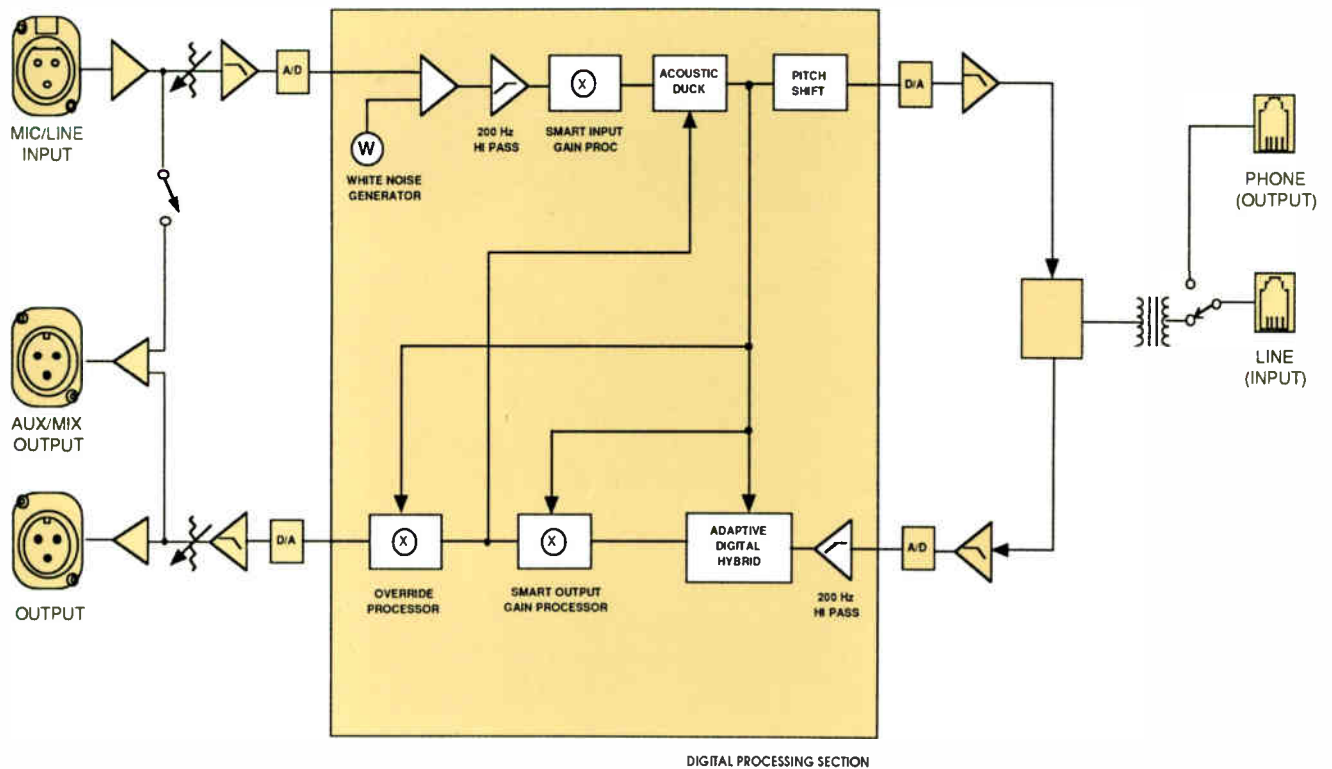 MIC/LINE
INPUT
A/D
W
WHITE NOISE
GENERATOR
200 Hz
HI PASS
X
SMART INPUT
GAIN PROC
ACOUSTIC
DUCK
PITCH
SHIFT
D/A
PHONE
(OUTPUT)
LINE
(INPUT)
AUX/MIX
OUTPUT
OUTPUT
D/A
X
OVERRIDE
PROCESSOR
X
SMART OUTPUT
GAIN PROCESSOR
ADAPTIVE
DIGITAL
HYBRID
200 Hz
HI PASS
A/D
DIGITAL PROCESSING SECTION